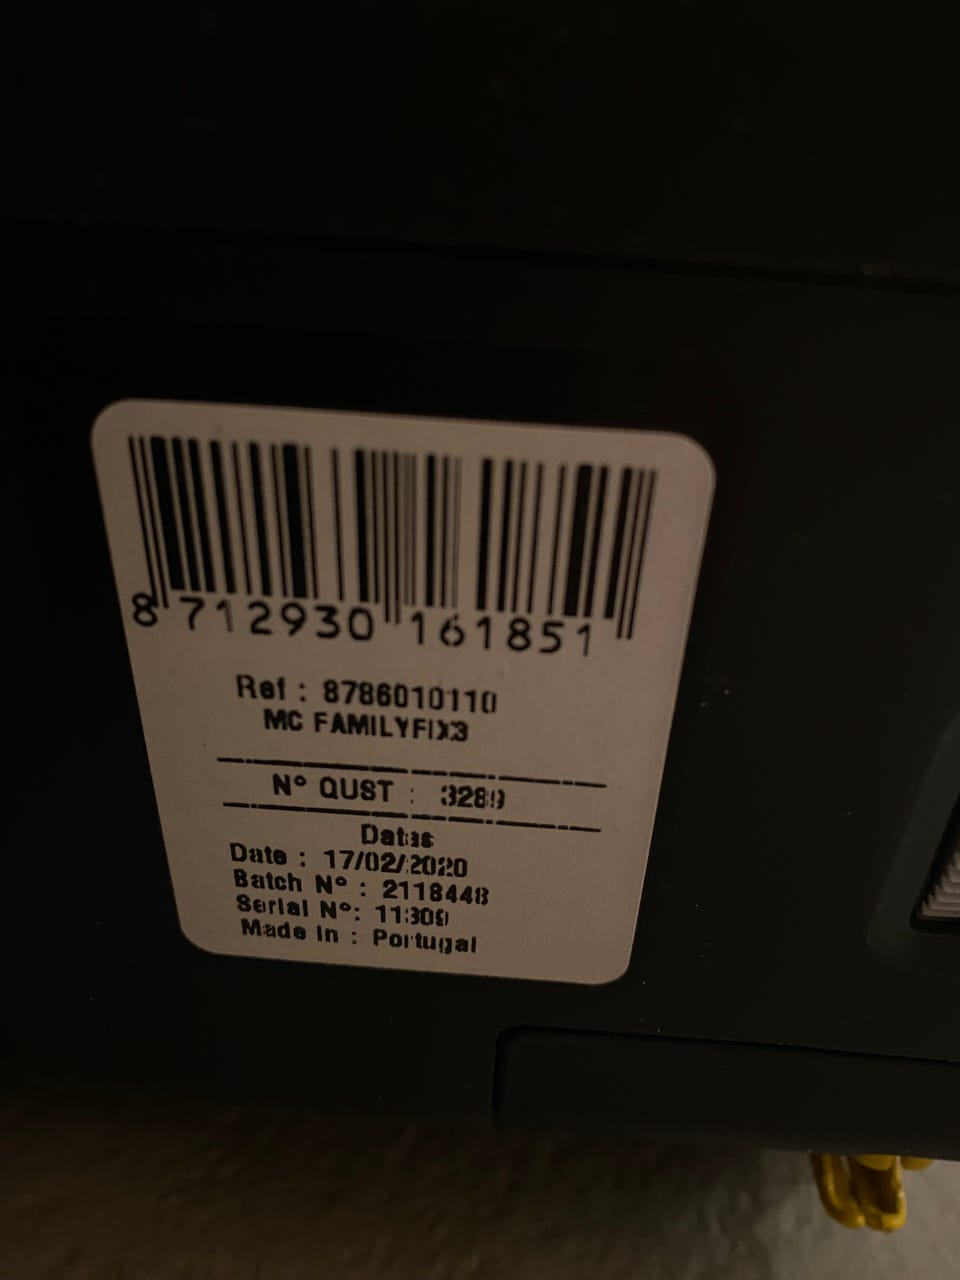 8 712930 161851
Ref : 8786010110
MC FAMILYFIX3
N° QUST : 3289
Datas
Date : 17/02/2020
Batch N° : 2118448
Serial N°: 11309
Made in : Portugal